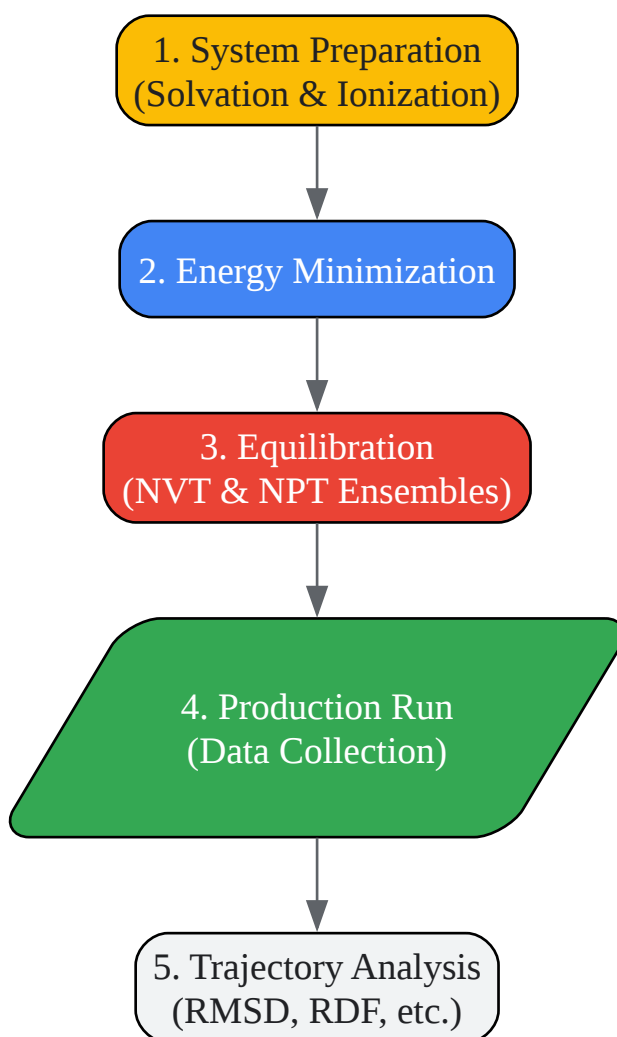 1. System Preparation
(Solvation & Ionization)
2. Energy Minimization
3. Equilibration
(NVT & NPT Ensembles)
4. Production Run
(Data Collection)
5. Trajectory Analysis
(RMSD, RDF, etc.)